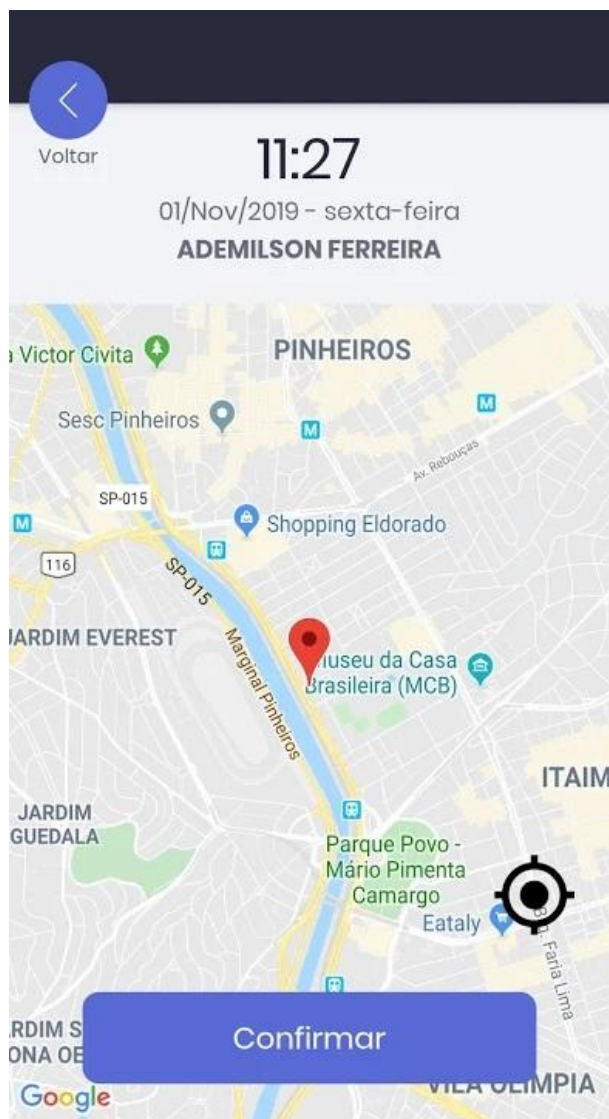 Voltar
11:27
01/Nov/2019 - sexta-feira
ADEMILSON FERREIRA
Victor Civita
PINHEIROS
Sesc Pinheiros
M
M
Av. Rebouças
SP-015
M
Shopping Eldorado
116
SP-015
JARDIM EVEREST
Marginal Pinheiros
Museu da Casa
Brasileira (MCB)
ITAIM
JARDIM
GUEDALA
Parque Povo -
Mário Pimenta
Camargo
Eataly
Faria Lima
Confirmar
Google
VILA OLÍMPIA